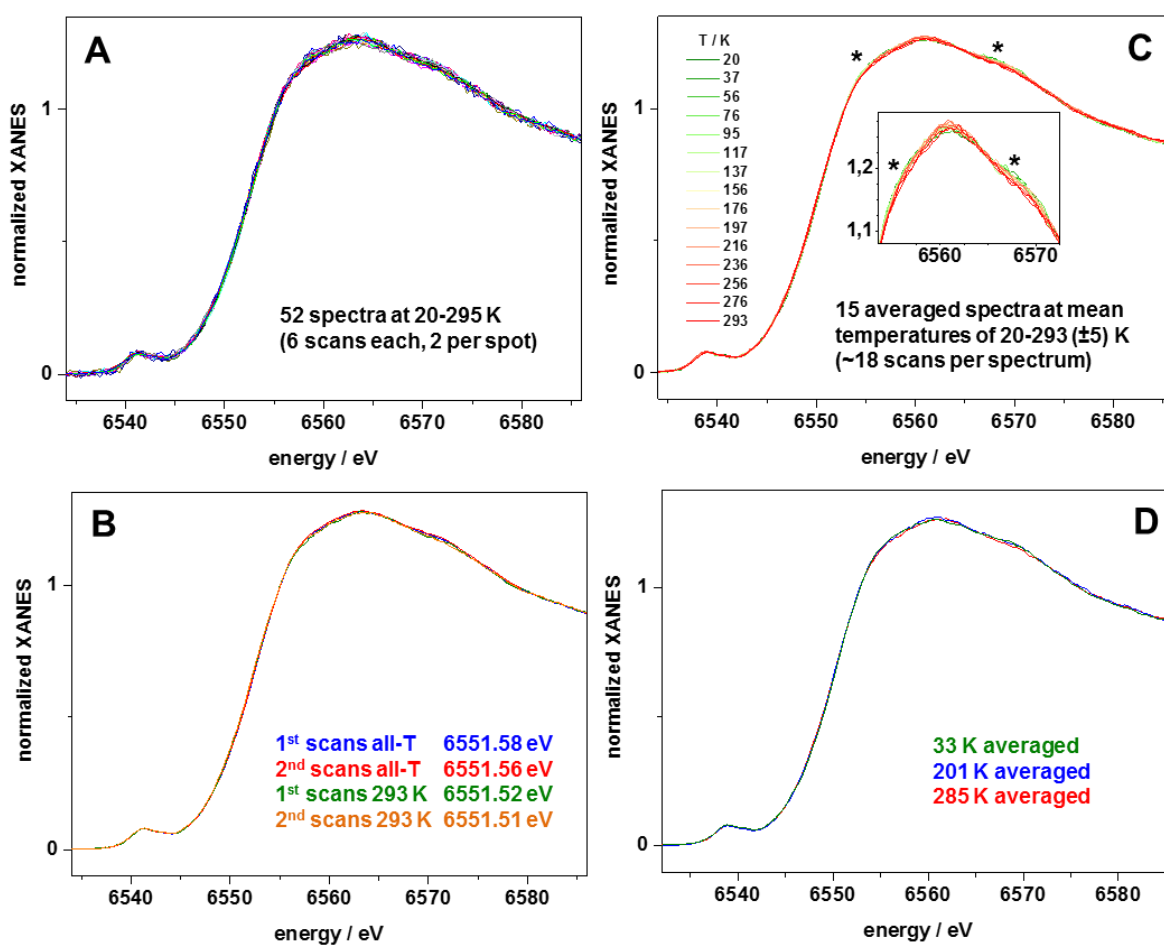 A
normalized XANES
1
0
52 spectra at 20-295 K
(6 scans each, 2 per spot)
6540 6550 6560 6570 6580
energy / eV
C
normalized XANES
1
0
T / K
20
37
56
76
95
117
137
156
176
197
216
236
256
276
293
*
*
1,2
1,1
*
*
6560 6570
15 averaged spectra at mean
temperatures of 20-293 (±5) K
(~18 scans per spectrum)
6540 6550 6560 6570 6580
energy / eV
B
normalized XANES
1
0
1st scans all-T 6551.58 eV
2nd scans all-T 6551.56 eV
1st scans 293 K 6551.52 eV
2nd scans 293 K 6551.51 eV
6540 6550 6560 6570 6580
energy / eV
D
normalized XANES
1
0
33 K averaged
201 K averaged
285 K averaged
6540 6550 6560 6570 6580
energy / eV